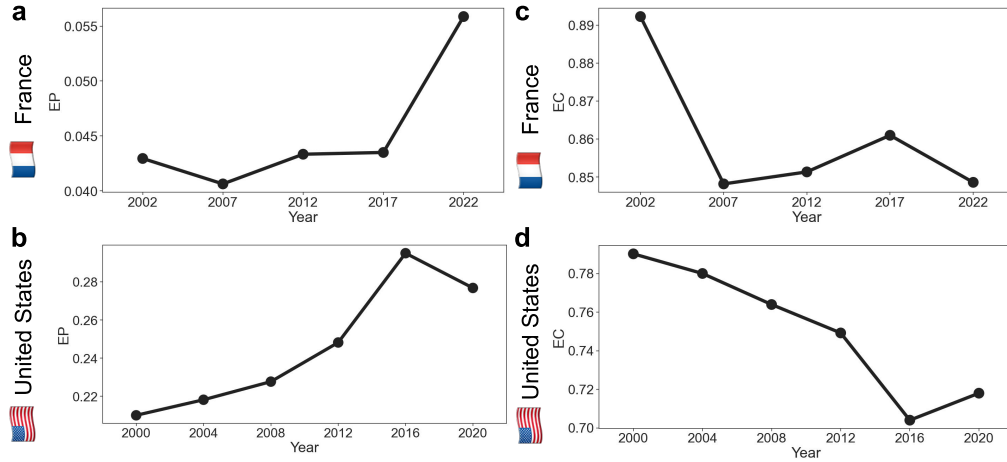 a
France
EP
0.055
0.050
0.045
0.040
2002 2007 2012 2017 2022
Year
c
France
EC
0.89
0.88
0.87
0.86
0.85
2002 2007 2012 2017 2022
Year
b
United States
EP
0.28
0.26
0.24
0.22
2000 2004 2008 2012 2016 2020
Year
d
United States
EC
0.78
0.76
0.74
0.72
0.70
2000 2004 2008 2012 2016 2020
Year